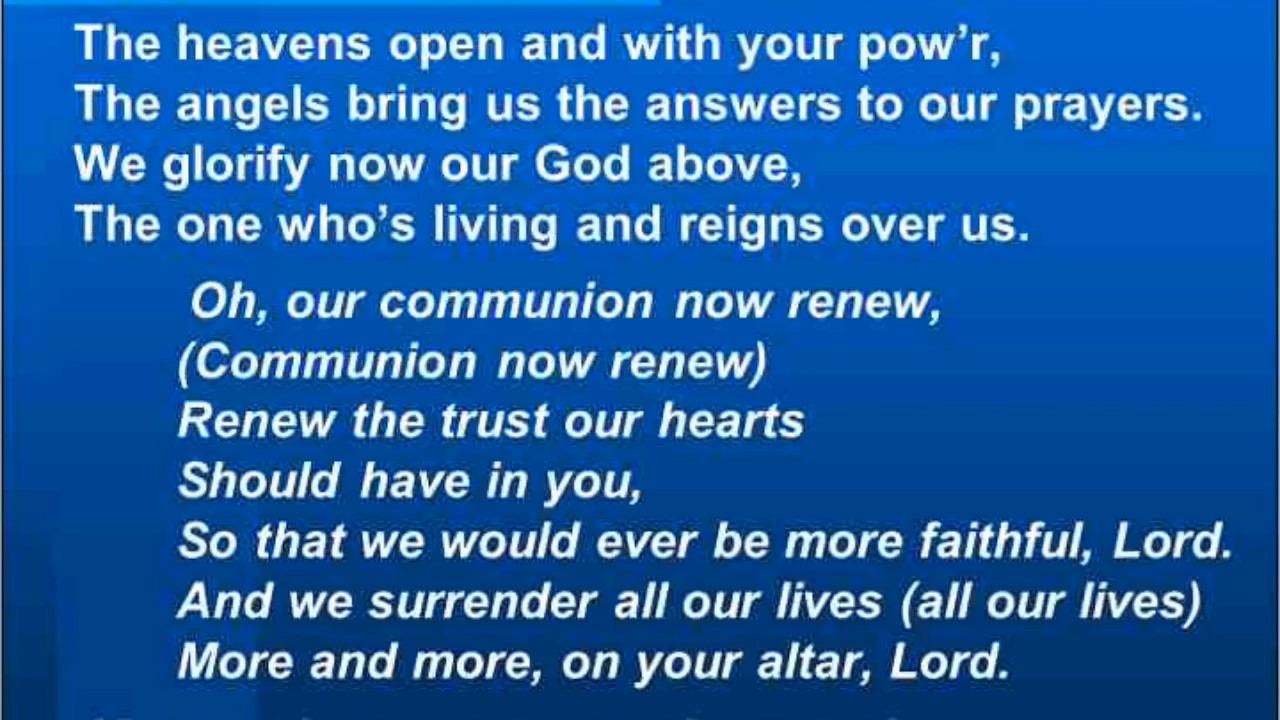 The heavens open and with your pow’r,
The angels bring us the answers to our prayers.
We glorify now our God above,
The one who’s living and reigns over us.
Oh, our communion now renew,
(Communion now renew)
Renew the trust our hearts
Should have in you,
So that we would ever be more faithful, Lord.
And we surrender all our lives (all our lives)
More and more, on your altar, Lord.